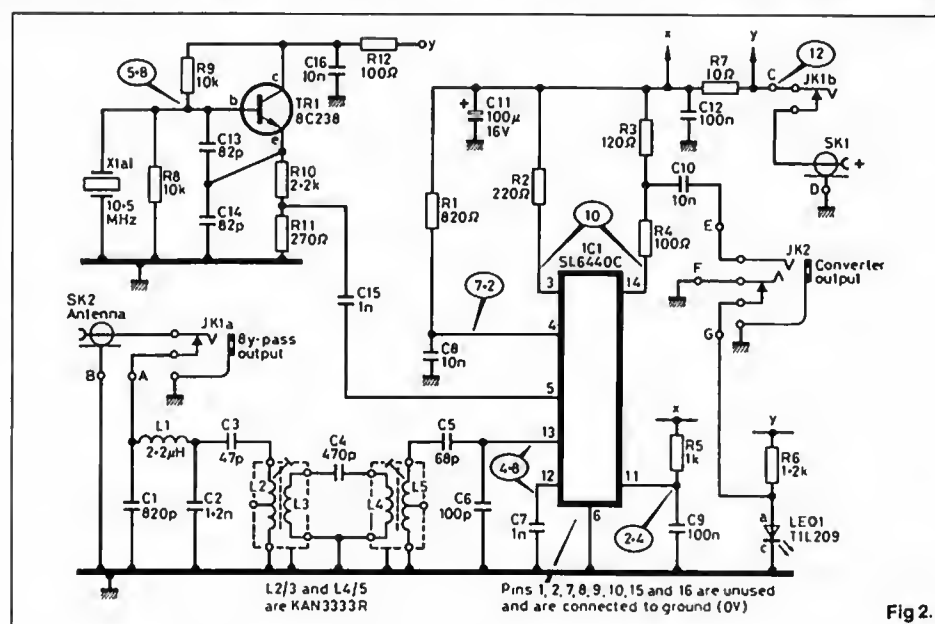 5·8
R9
10k
C16
10n
R12
100Ω
y
c
b
e
TR1
8C238
C13
82p
X1a1
10·5
MHz
R8
10k
C14
82p
R10
2·2k
R11
270Ω
C15
1n
x
y
R7
10Ω
C
12
JK1b
+
C11
100µ
16V
R3
120Ω
C12
100n
SK1
+
D
R2
220Ω
C10
10n
R1
820Ω
10
R4
100Ω
E
IC1
SL6440C
JK2
Converter
output
F
G
7·2
3
14
4
C8
10n
5
SK2
Antenna
JK1a
8y-pass
output
B
A
L1
2·2µH
C3
47p
C4
470p
C5
68p
13
4·8
12
11
6
x
R5
1k
y
R6
1·2k
L2
L3
L4
L5
C1
820p
C2
1·2n
C6
100p
C7
1n
2·4
C9
100n
a
c
LEO1
T1L209
L2/3 and L4/5
are KAN3333R
Pins 1, 2, 7, 8, 9, 10, 15 and 16 are unused
and are connected to ground (0V)
Fig 2.